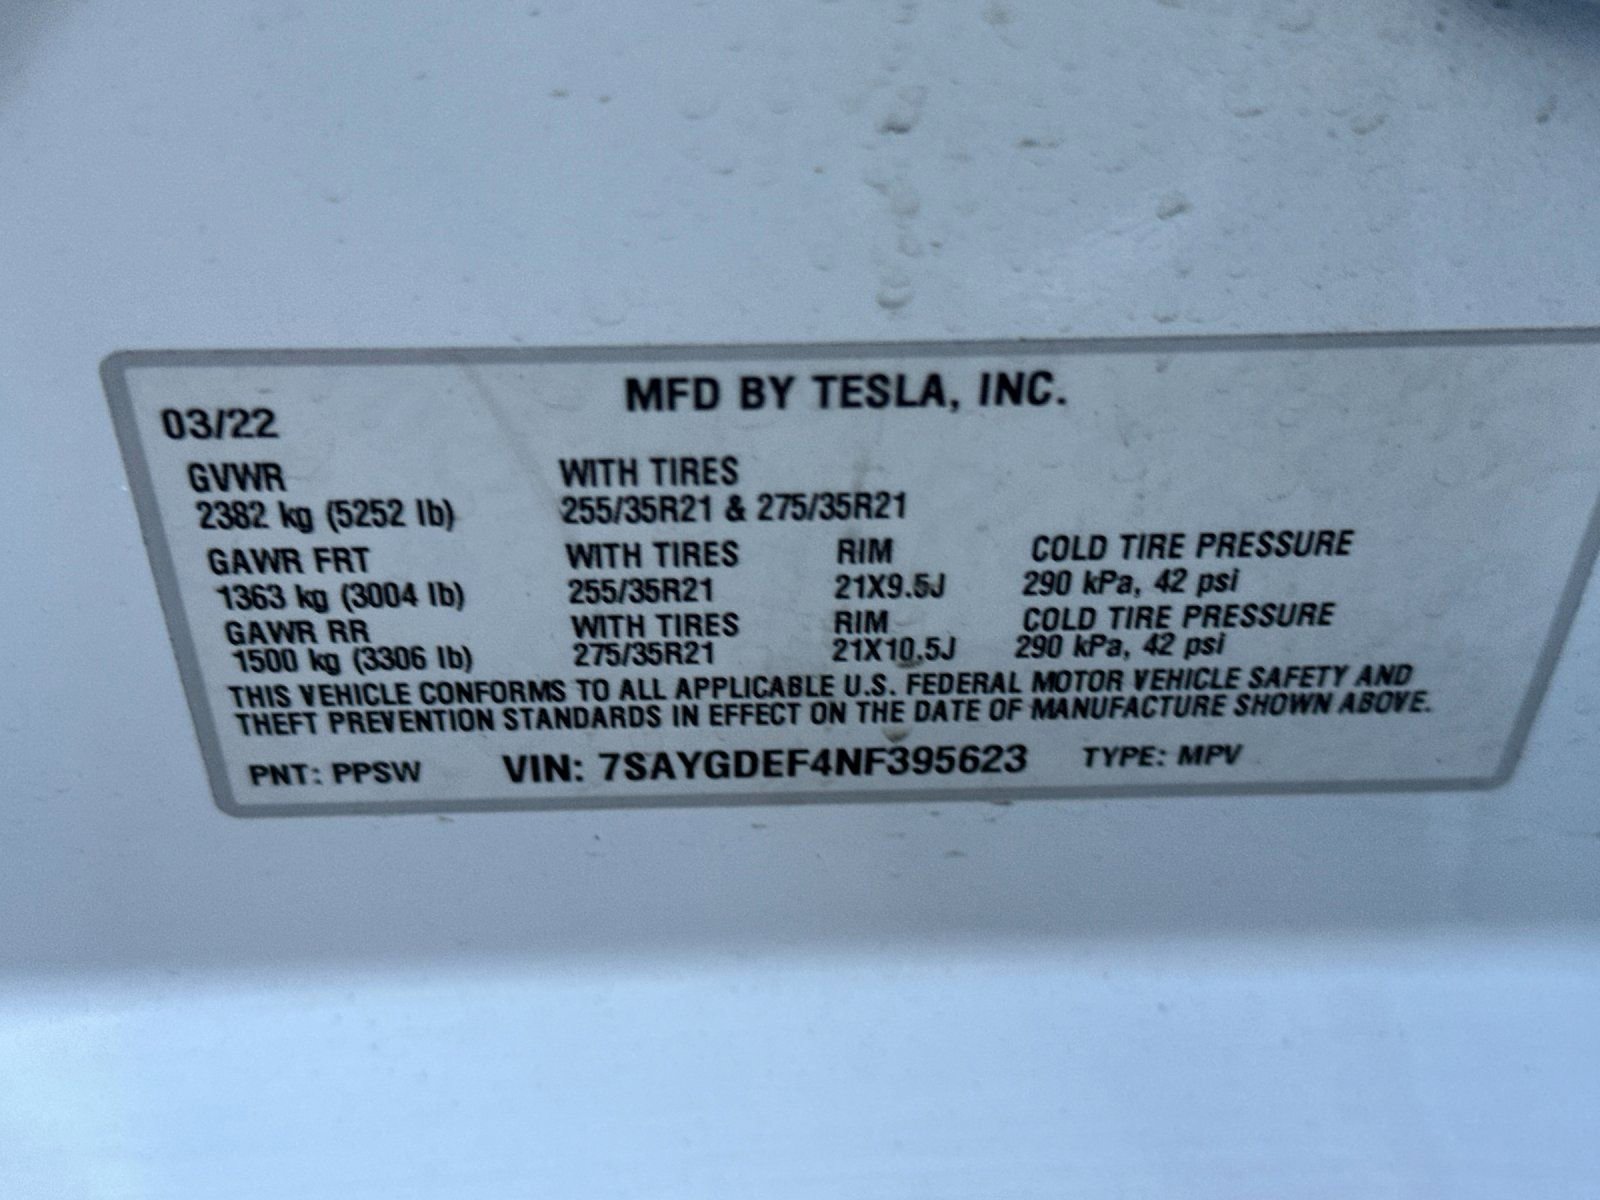 MFD BY TESLA, INC.
03/22
GVWR WITH TIRES
2382 kg (5252 lb) 255/35R21 & 275/35R21
GAWR FRT WITH TIRES RIM COLD TIRE PRESSURE
1363 kg (3004 lb) 255/35R21 21X9.5J 290 kPa, 42 psi
GAWR RR WITH TIRES RIM COLD TIRE PRESSURE
1500 kg (3306 lb) 275/35R21 21X10.5J 290 kPa, 42 psi
THIS VEHICLE CONFORMS TO ALL APPLICABLE U.S. FEDERAL MOTOR VEHICLE SAFETY AND
THEFT PREVENTION STANDARDS IN EFFECT ON THE DATE OF MANUFACTURE SHOWN ABOVE.
PNT: PPSW VIN: 7SAYGDEF4NF395623 TYPE: MPV